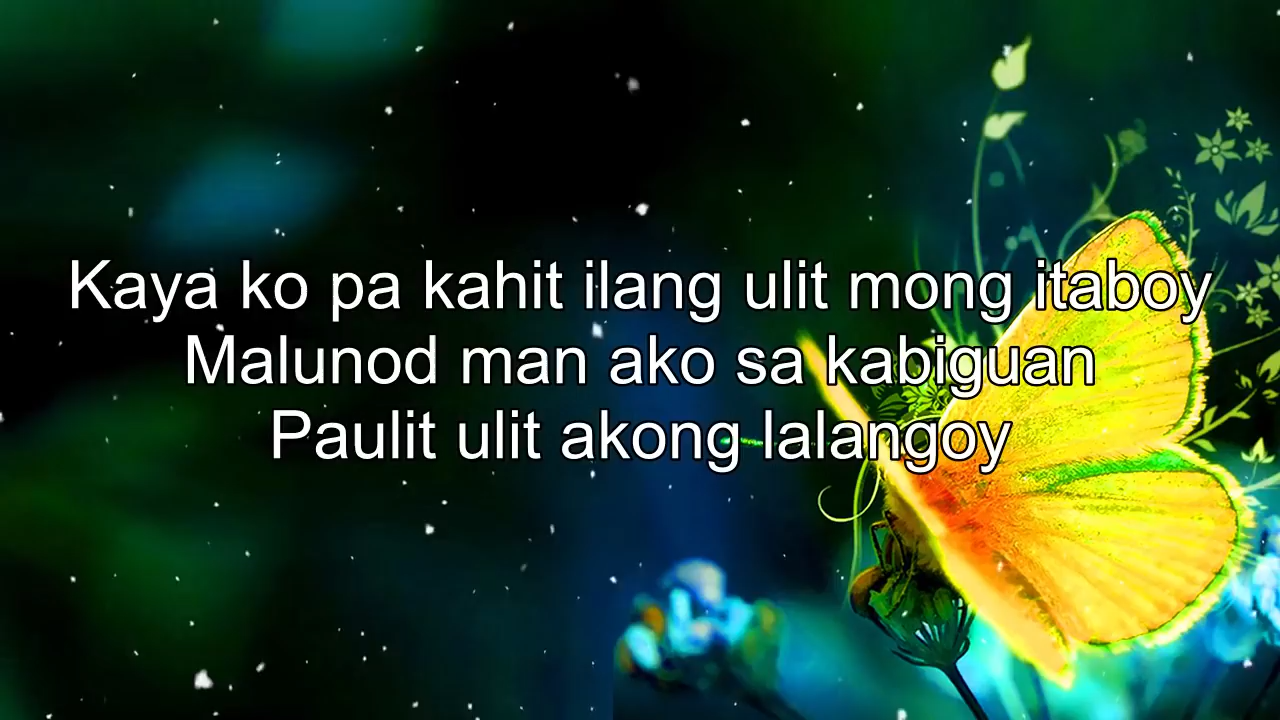 Kaya ko pa kahit ilang ulit mong itaboy
Malunod man ako sa kabiguan
Paulit ulit akong lalangoy